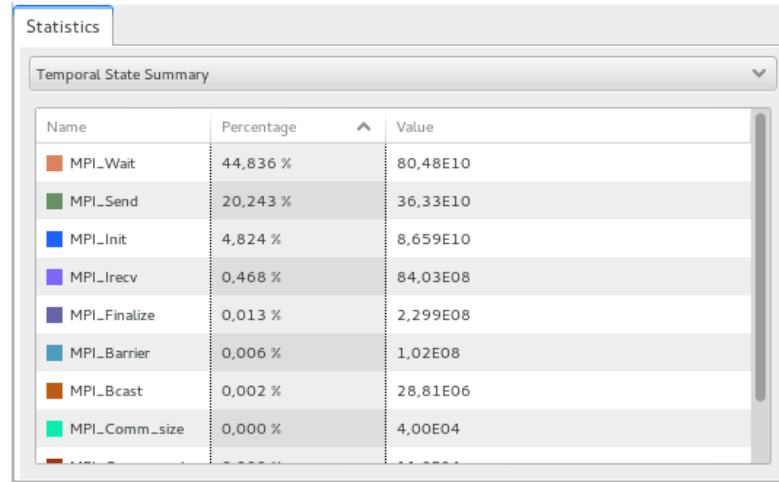 Statistics
Temporal State Summary
Name Percentage Value
MPI_Wait 44,836 % 80,48E10
MPI_Send 20,243 % 36,33E10
MPI_Init 4,824 % 8,659E10
MPI_Irecv 0,468 % 84,03E08
MPI_Finalize 0,013 % 2,299E08
MPI_Barrier 0,006 % 1,02E08
MPI_Bcast 0,002 % 28,81E06
MPI_Comm_size 0,000 % 4,00E04